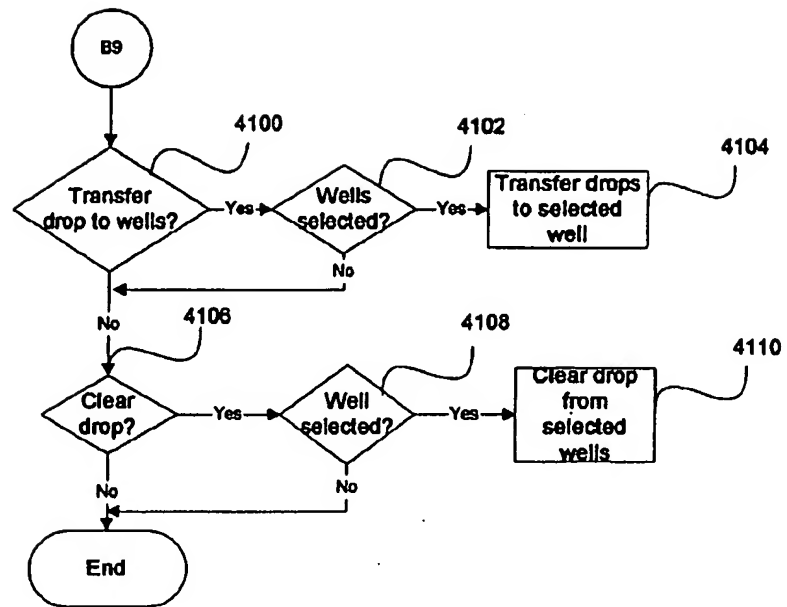 B9
4100
4102
4104
Transfer
drop to wells?
Yes
Wells
selected?
Yes
Transfer drops
to selected
well
No
No
4106
4108
4110
Clear
drop?
Yes
Well
selected?
Yes
Clear drop
from
selected
wells
No
No
End